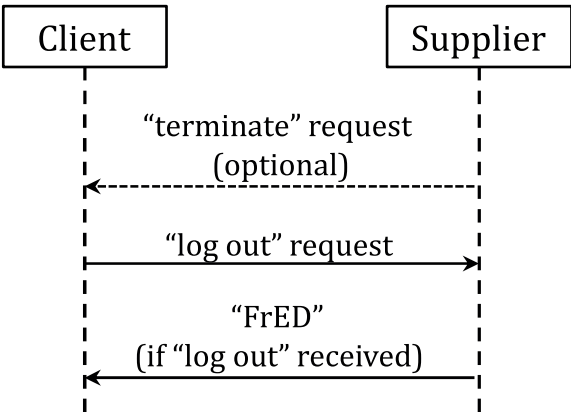 Client
Supplier
“terminate” request
(optional)
“log out” request
“FrED”
(if “log out” received)